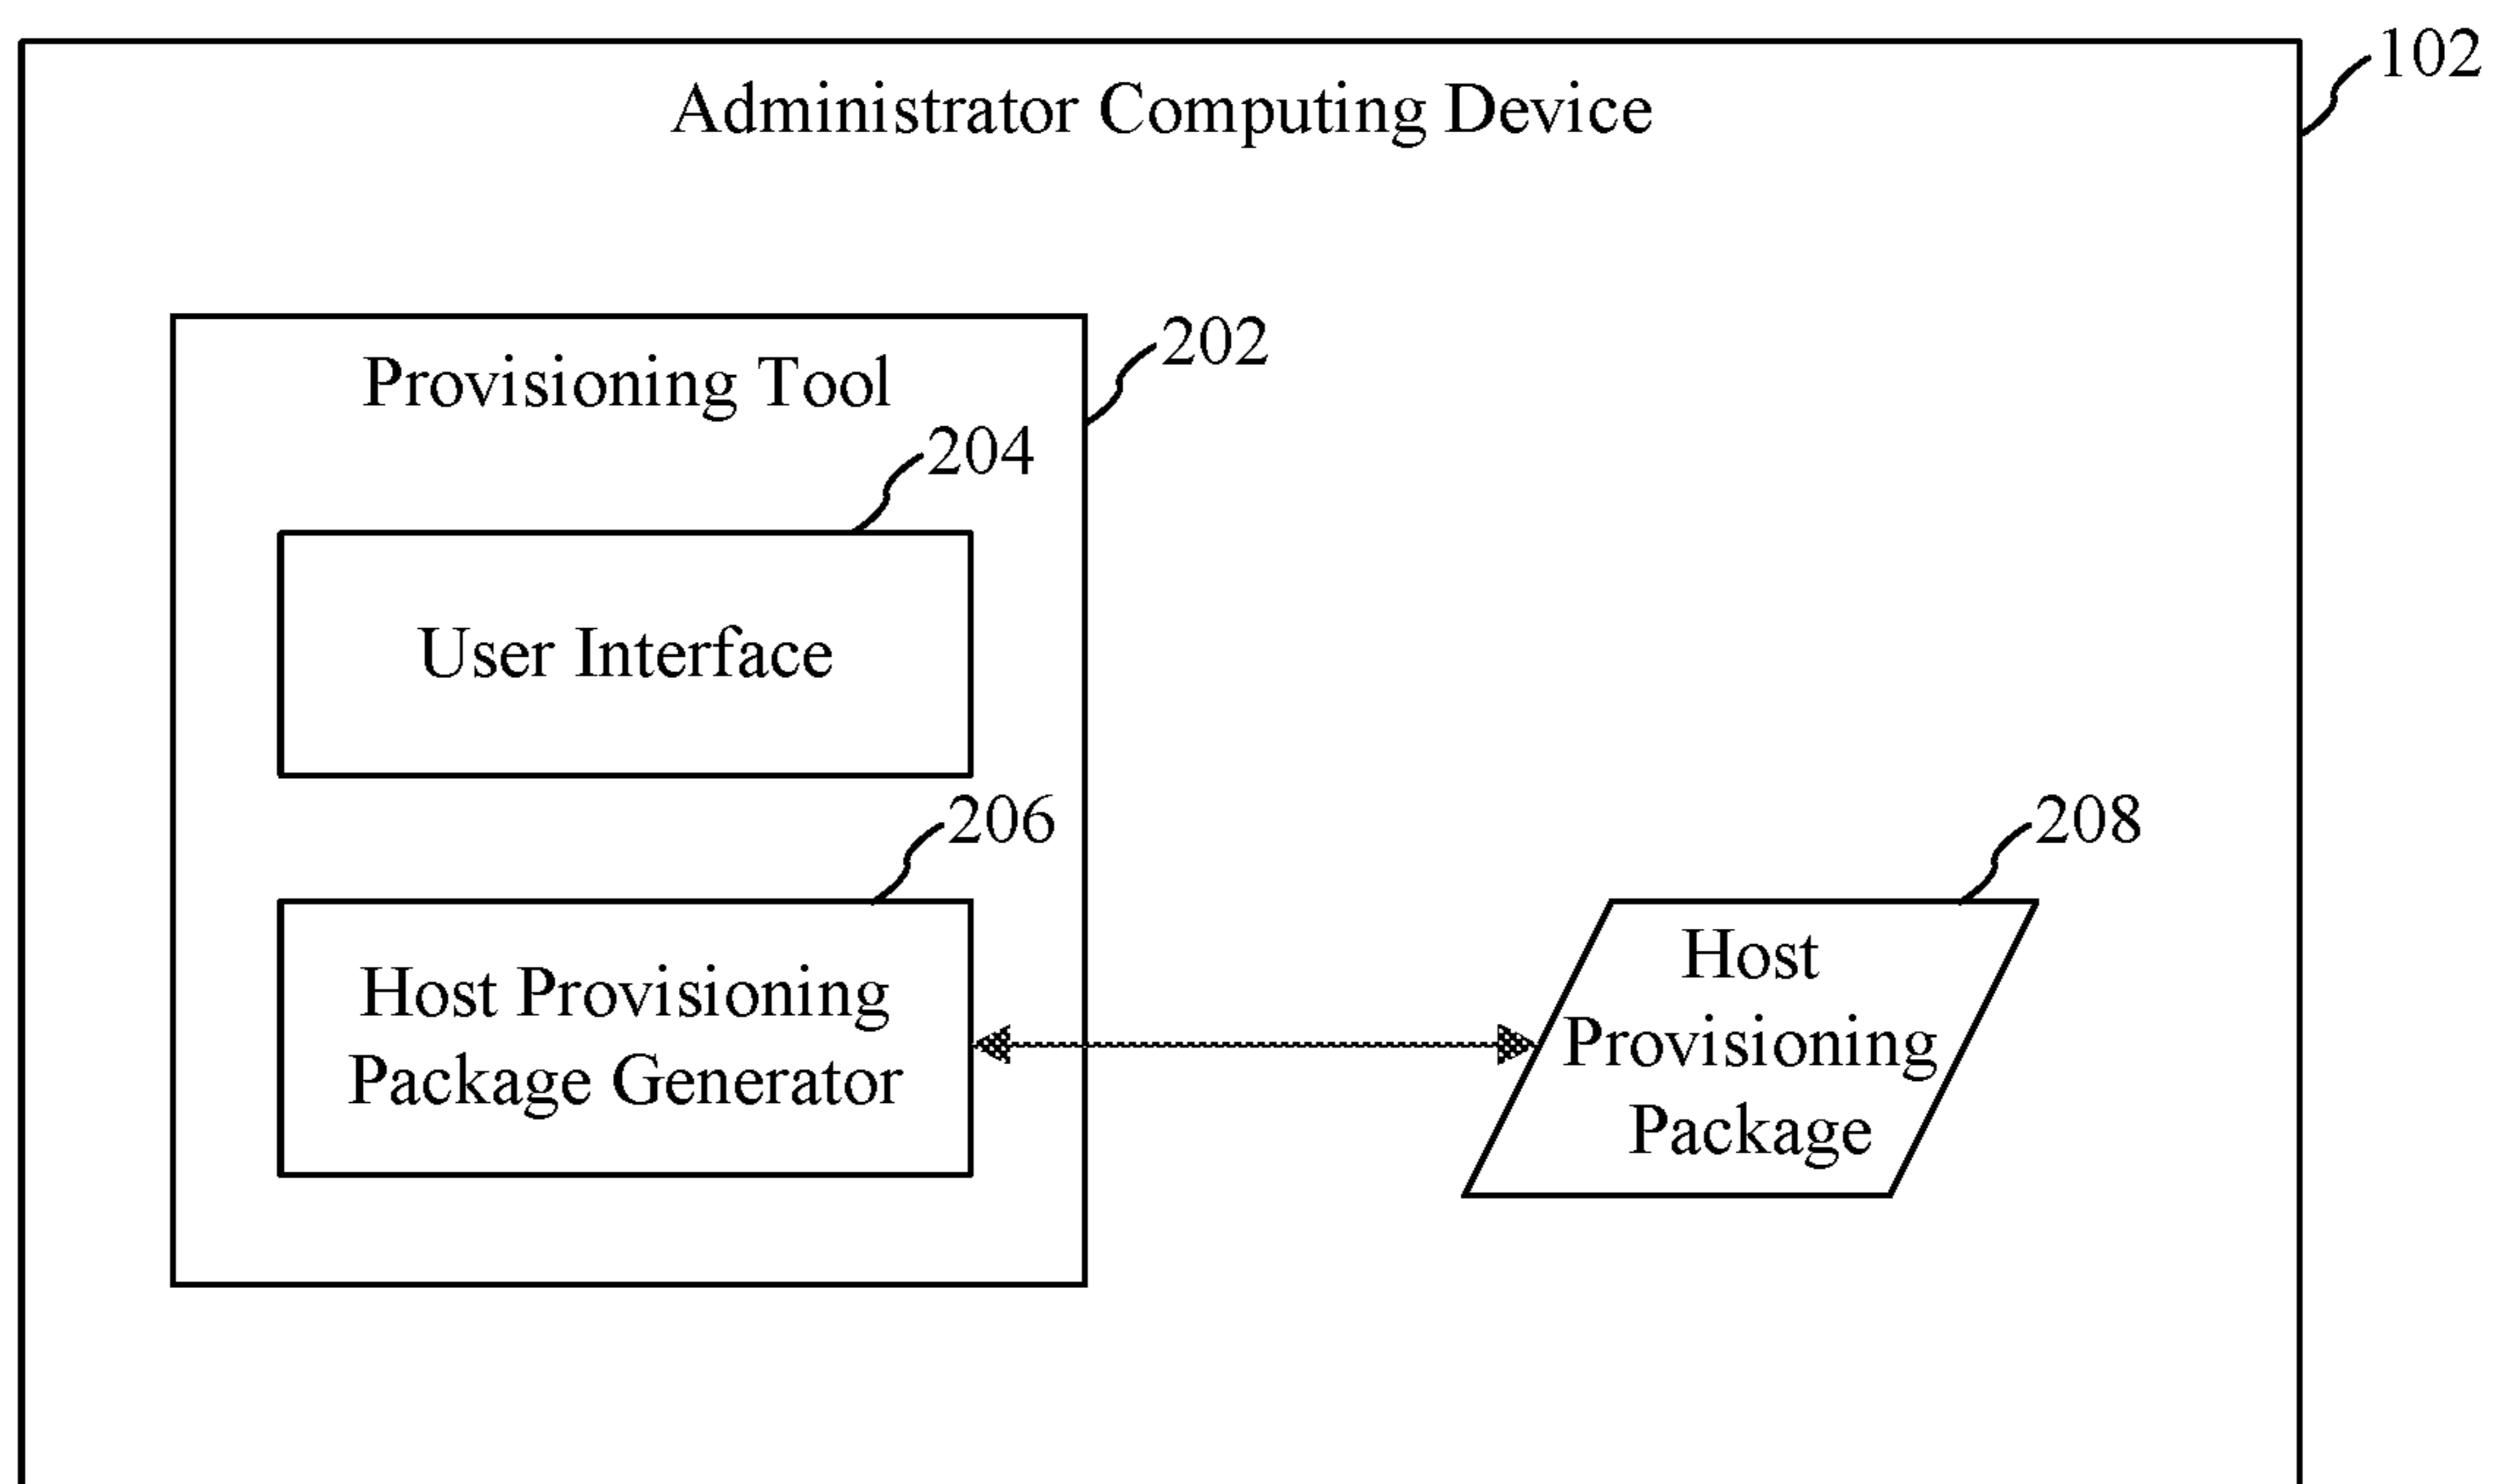 102
Administrator Computing Device
202
Provisioning Tool
204
User Interface
206
208
Host Provisioning
Package Generator
Host
Provisioning
Package